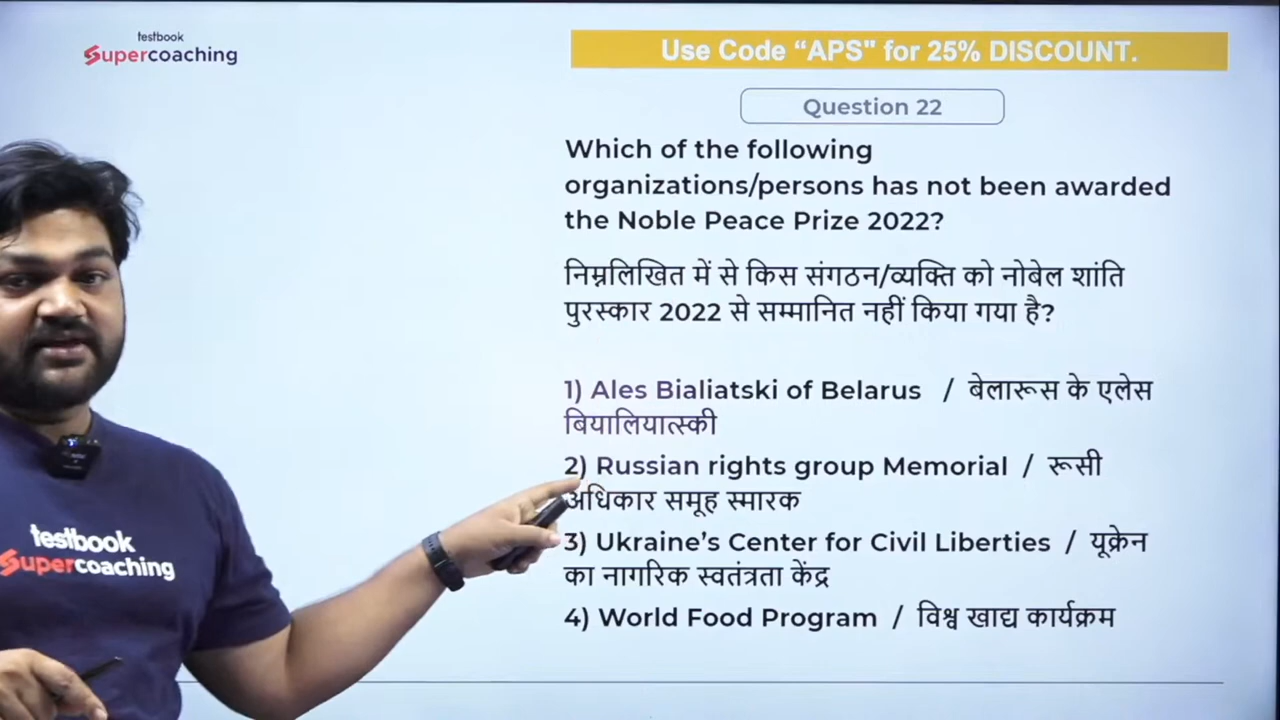 testbook
Supercoaching
Use Code “APS" for 25% DISCOUNT.
Question 22
Which of the following
organizations/persons has not been awarded
the Noble Peace Prize 2022?
निम्नलिखित में से किस संगठन/व्यक्ति को नोबेल शांति
पुरस्कार 2022 से सम्मानित नहीं किया गया है?
1) Ales Bialiatski of Belarus / बेलारूस के एलेस
बियालियात्स्की
2) Russian rights group Memorial / रूसी
अधिकार समूह स्मारक
3) Ukraine’s Center for Civil Liberties / यूक्रेन
का नागरिक स्वतंत्रता केंद्र
4) World Food Program / विश्व खाद्य कार्यक्रम
testbook
Supercoaching